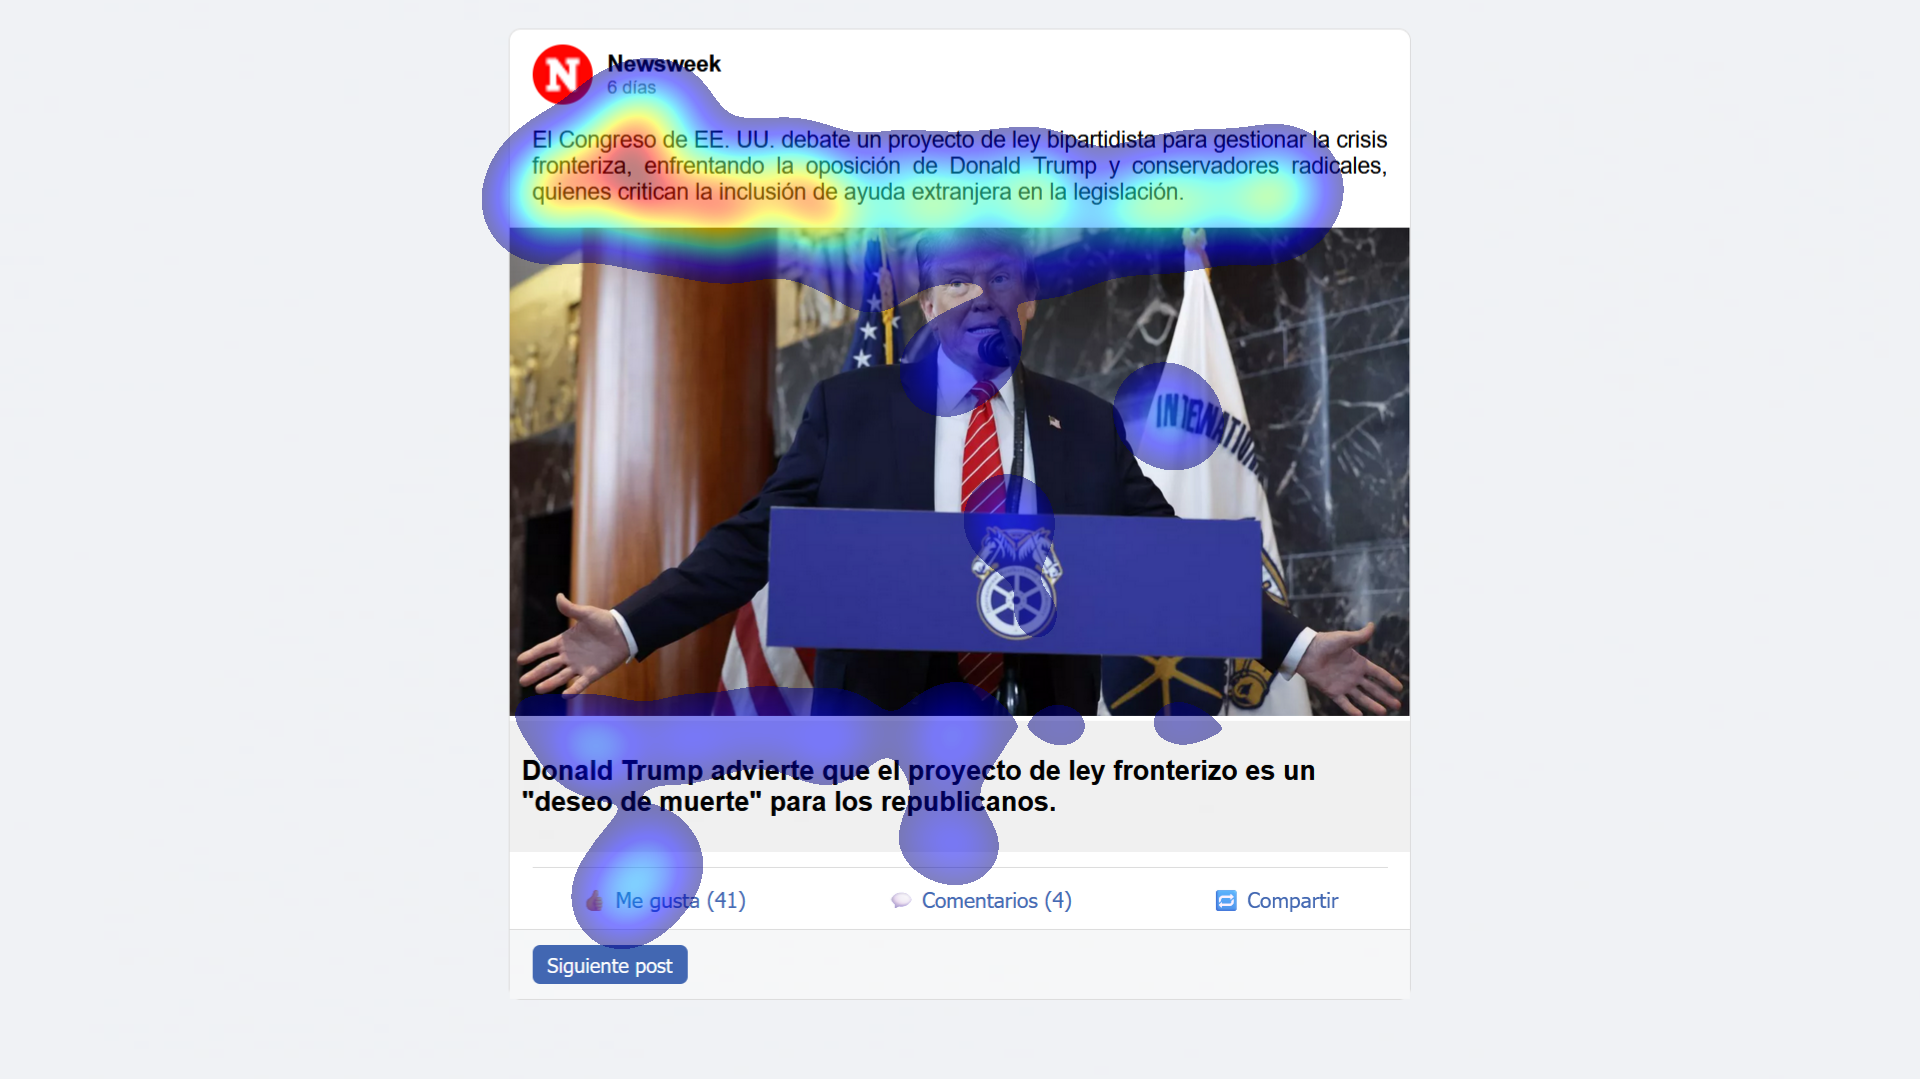 N
Newsweek
6 días
El Congreso de EE. UU. debate un proyecto de ley bipartidista para gestionar la crisis
fronteriza, enfrentando la oposición de Donald Trump y conservadores radicales,
quienes critican la inclusión de ayuda extranjera en la legislación.
INTERNATION
Donald Trump advierte que el proyecto de ley fronterizo es un
"deseo de muerte" para los republicanos.
Me gusta (41)
Comentarios (4)
Compartir
Siguiente post